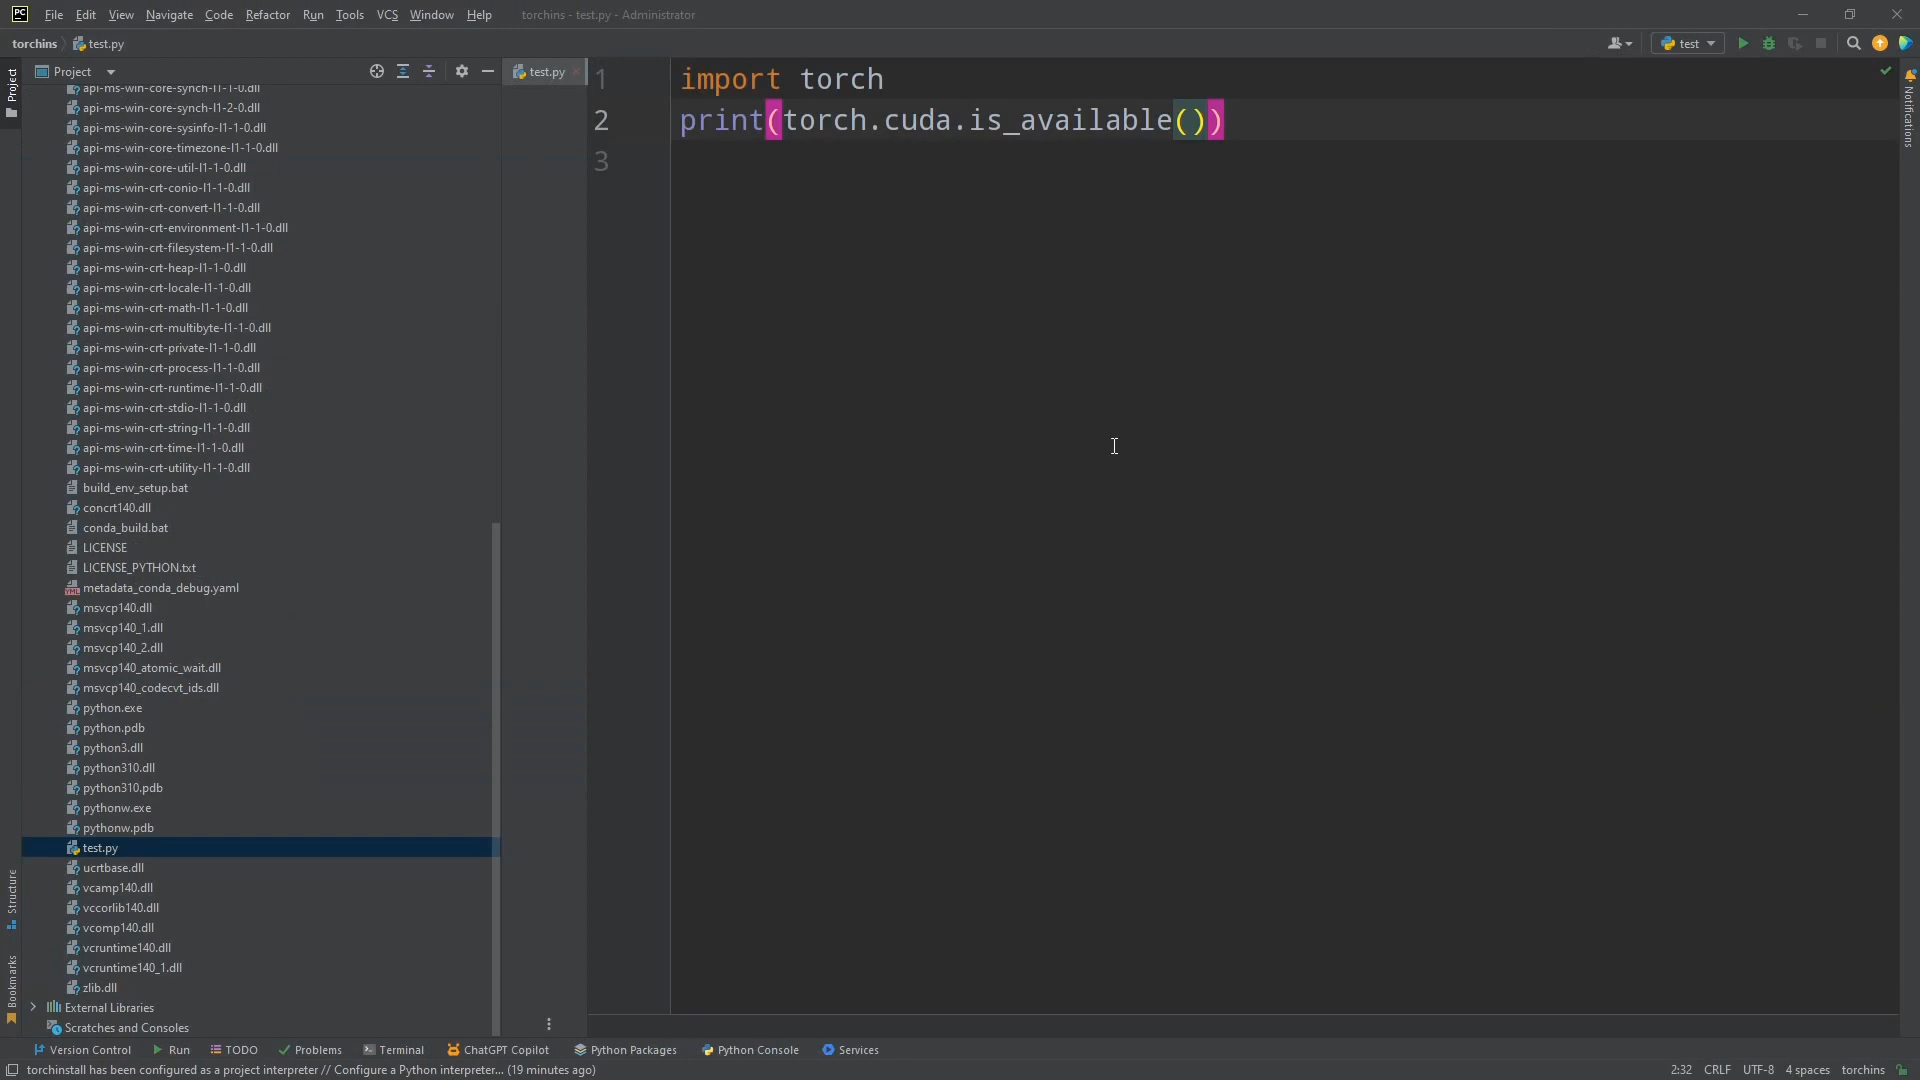 PC File Edit View Navigate Code Refactor Run Tools VCS Window Help torchins - test.py - Administrator
torchins test.py test
Project test.py
Project
api-ms-win-core-synch-l1-1-0.dll
api-ms-win-core-synch-l1-2-0.dll
api-ms-win-core-sysinfo-l1-1-0.dll
api-ms-win-core-timezone-l1-1-0.dll
api-ms-win-core-util-l1-1-0.dll
api-ms-win-crt-conio-l1-1-0.dll
api-ms-win-crt-convert-l1-1-0.dll
api-ms-win-crt-environment-l1-1-0.dll
api-ms-win-crt-filesystem-l1-1-0.dll
api-ms-win-crt-heap-l1-1-0.dll
api-ms-win-crt-locale-l1-1-0.dll
api-ms-win-crt-math-l1-1-0.dll
api-ms-win-crt-multibyte-l1-1-0.dll
api-ms-win-crt-private-l1-1-0.dll
api-ms-win-crt-process-l1-1-0.dll
api-ms-win-crt-runtime-l1-1-0.dll
api-ms-win-crt-stdio-l1-1-0.dll
api-ms-win-crt-string-l1-1-0.dll
api-ms-win-crt-time-l1-1-0.dll
api-ms-win-crt-utility-l1-1-0.dll
build_env_setup.bat
concrt140.dll
conda_build.bat
LICENSE
LICENSE_PYTHON.txt
metadata_conda_debug.yaml
msvcp140.dll
msvcp140_1.dll
msvcp140_2.dll
msvcp140_atomic_wait.dll
msvcp140_codecvt_ids.dll
python.exe
python.pdb
python3.dll
python310.dll
python310.pdb
pythonw.exe
pythonw.pdb
test.py
ucrtbase.dll
vcamp140.dll
vccorlib140.dll
vcomp140.dll
vcruntime140.dll
vcruntime140_1.dll
zlib.dll
External Libraries
Scratches and Consoles
Structure
Bookmarks
1 import torch
2 print(torch.cuda.is_available())
3
Notifications
Version Control Run TODO Problems Terminal ChatGPT Copilot Python Packages Python Console Services
torchinstall has been configured as a project interpreter // Configure a Python interpreter... (19 minutes ago) 2:32 CRLF UTF-8 4 spaces torchins